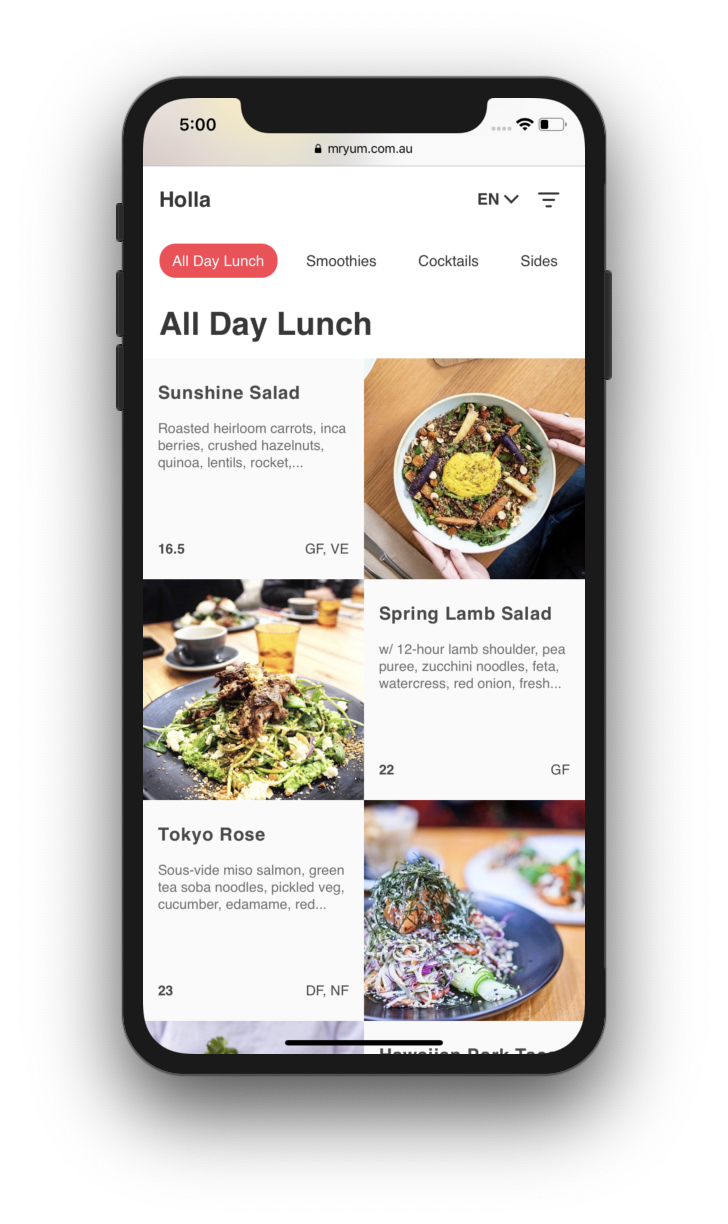 5:00
mryum.com.au
Holla
EN
All Day Lunch
Smoothies
Cocktails
Sides
All Day Lunch
Sunshine Salad
Roasted heirloom carrots, inca
berries, crushed hazelnuts,
quinoa, lentils, rocket,...
16.5
GF, VE
Spring Lamb Salad
w/ 12-hour lamb shoulder, pea
puree, zucchini noodles, feta,
watercress, red onion, fresh...
22
GF
Tokyo Rose
Sous-vide miso salmon, green
tea soba noodles, pickled veg,
cucumber, edamame, red...
23
DF, NF
Hawaiian Pork Taco